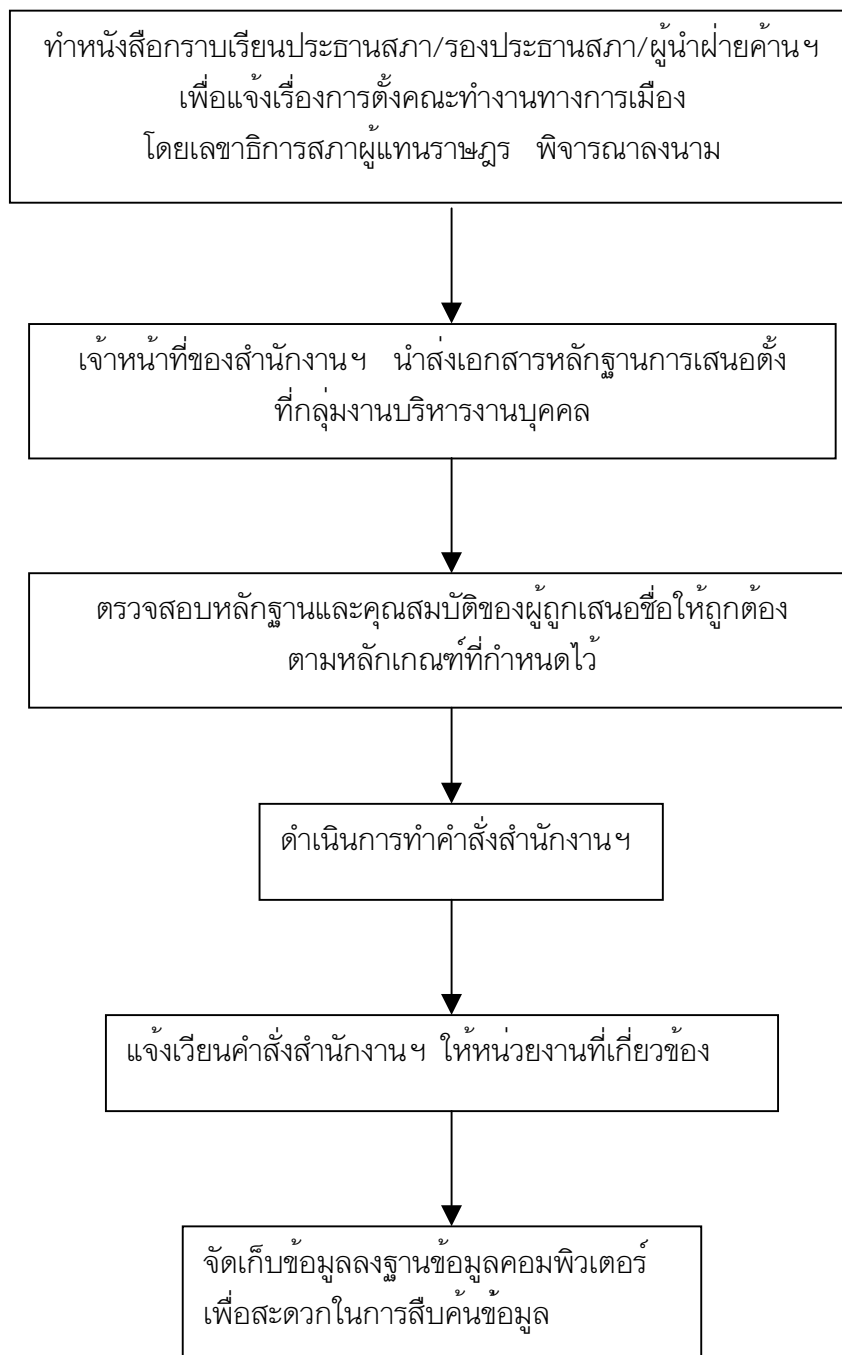 ทำหนังสือกราบเรียนประธานสภา/รองประธานสภา/ผู้นำฝ่ายค้านฯ
เพื่อแจ้งเรื่องการตั้งคณะทำงานทางการเมือง
โดยเลขาธิการสภาผู้แทนราษฎร พิจารณาลงนาม
เจ้าหน้าที่ของสำนักงานฯ นำส่งเอกสารหลักฐานการเสนอตั้ง
ที่กลุ่มงานบริหารงานบุคคล
ตรวจสอบหลักฐานและคุณสมบัติของผู้ถูกเสนอชื่อให้ถูกต้อง
ตามหลักเกณฑ์ที่กำหนดไว้
ดำเนินการทำคำสั่งสำนักงานฯ
แจ้งเวียนคำสั่งสำนักงานฯ ให้หน่วยงานที่เกี่ยวข้อง
จัดเก็บข้อมูลลงฐานข้อมูลคอมพิวเตอร์
เพื่อสะดวกในการสืบค้นข้อมูล